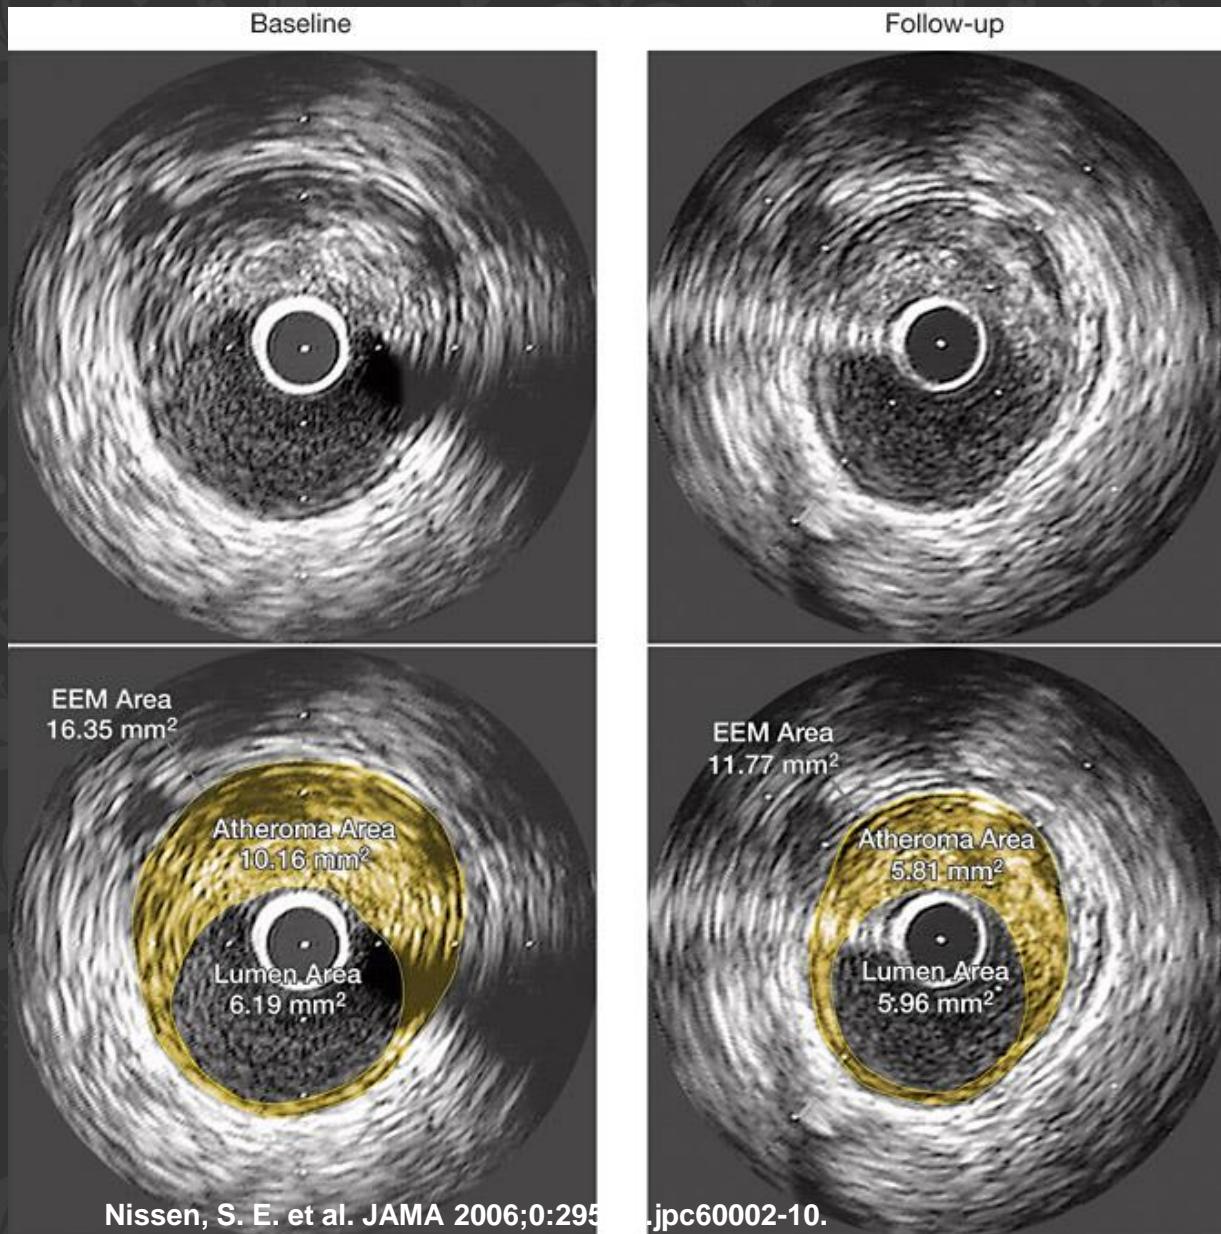 Baseline
Follow-up
EEM Area
16.35 mm²
Atheroma Area
10.16 mm²
Lumen Area
6.19 mm²
EEM Area
11.77 mm²
Atheroma Area
5.81 mm²
Lumen Area
5.96 mm²
Nissen, S. E. et al. JAMA 2006;0:295 .jpc60002-10.